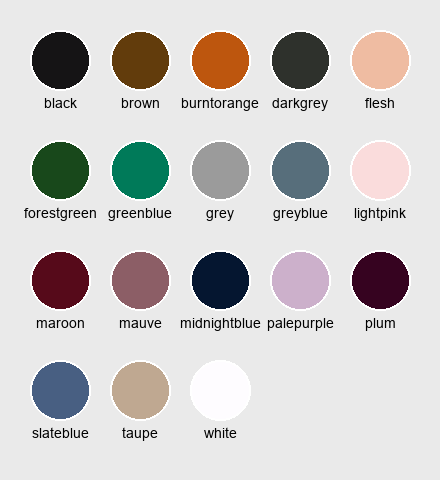 black brown burntorange darkgrey flesh
forestgreen greenblue grey greyblue lightpink
maroon mauve midnightblue palepurple plum
slateblue taupe white